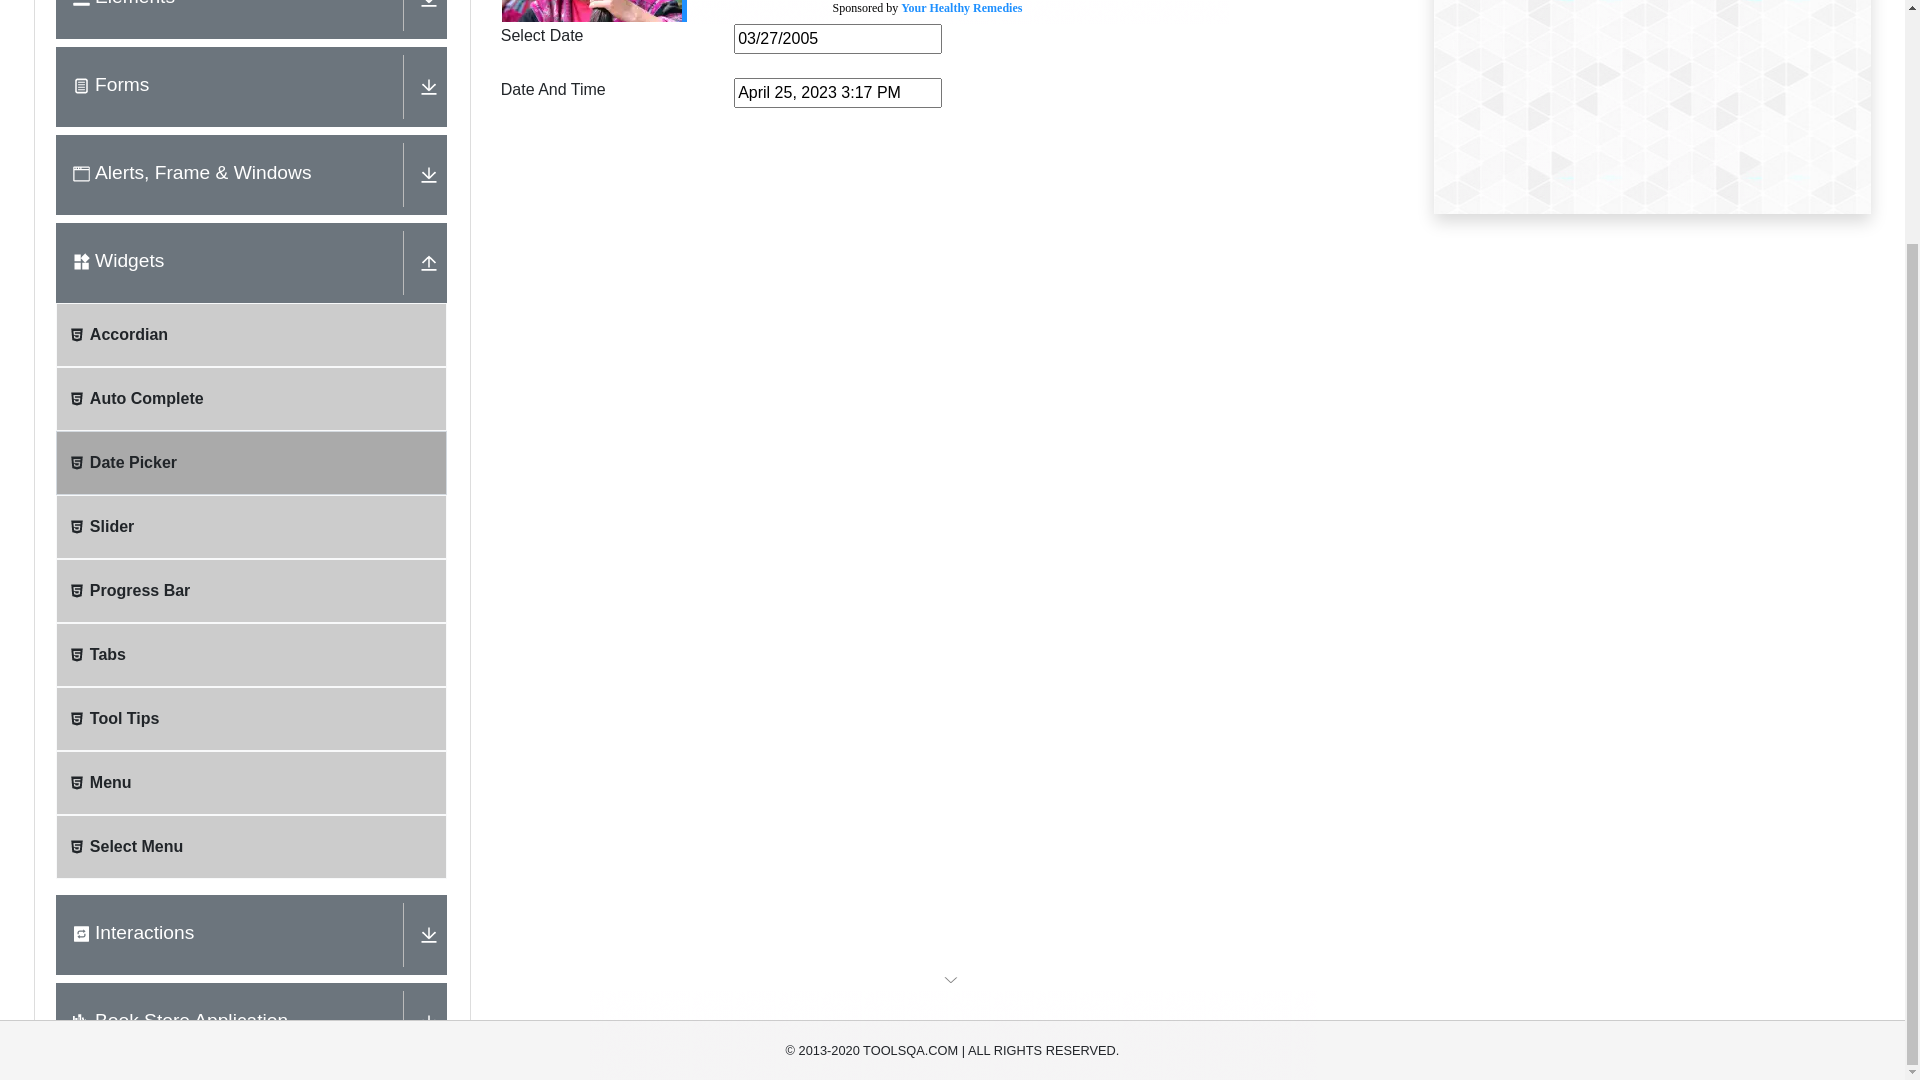 Elements
Forms
Alerts, Frame & Windows
Widgets
Accordian
Auto Complete
Date Picker
Slider
Progress Bar
Tabs
Tool Tips
Menu
Select Menu
Interactions
Book Store Application
Sponsored by Your Healthy Remedies
Select Date 03/27/2005
Date And Time April 25, 2023 3:17 PM
© 2013-2020 TOOLSQA.COM | ALL RIGHTS RESERVED.